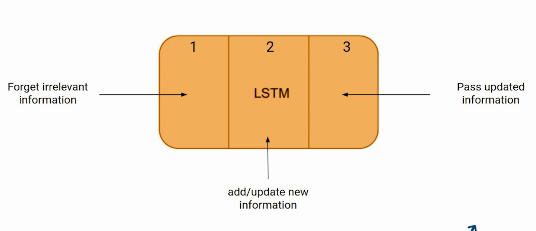 1
2
3
Forget irrelevant
information
LSTM
Pass updated
information
add/update new
information